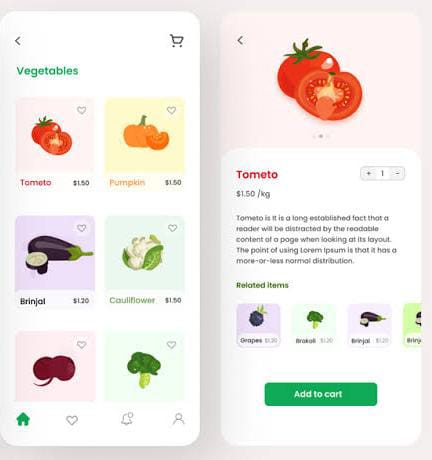 Vegetables
Tometo $1.50
Pumpkin $1.50
Brinjal $1.20
Cauliflower $1.50
Tometo
+ 1 -
$1.50 /kg
Tometo is It is a long established fact that a
reader will be distracted by the readable
content of a page when looking at its layout.
The point of using Lorem Ipsum is that it has a
more-or-less normal distribution.
Related items
Grapes $1.20
Brokoli $1.20
Brinjal $1.20
Brinj
Add to cart